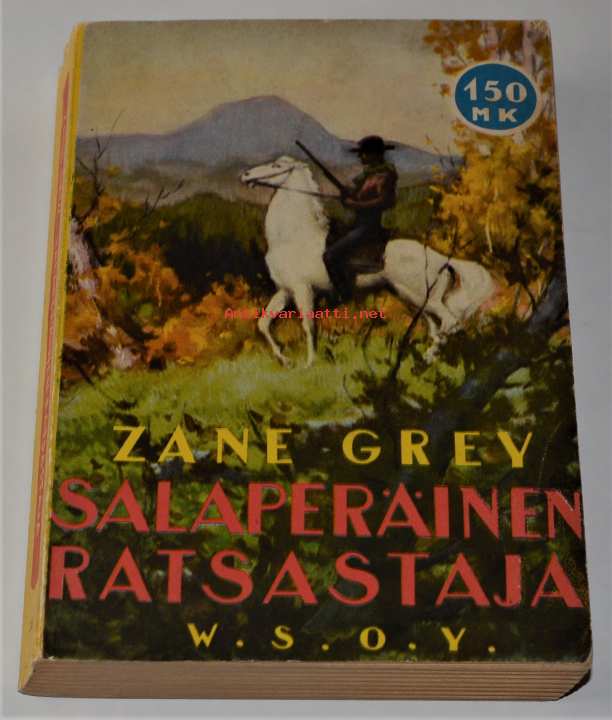 150
MK
Antikvariaatti.net
ZANE GREY
SALAPERÄINEN
RATSASTAJA
W.S.O.Y.